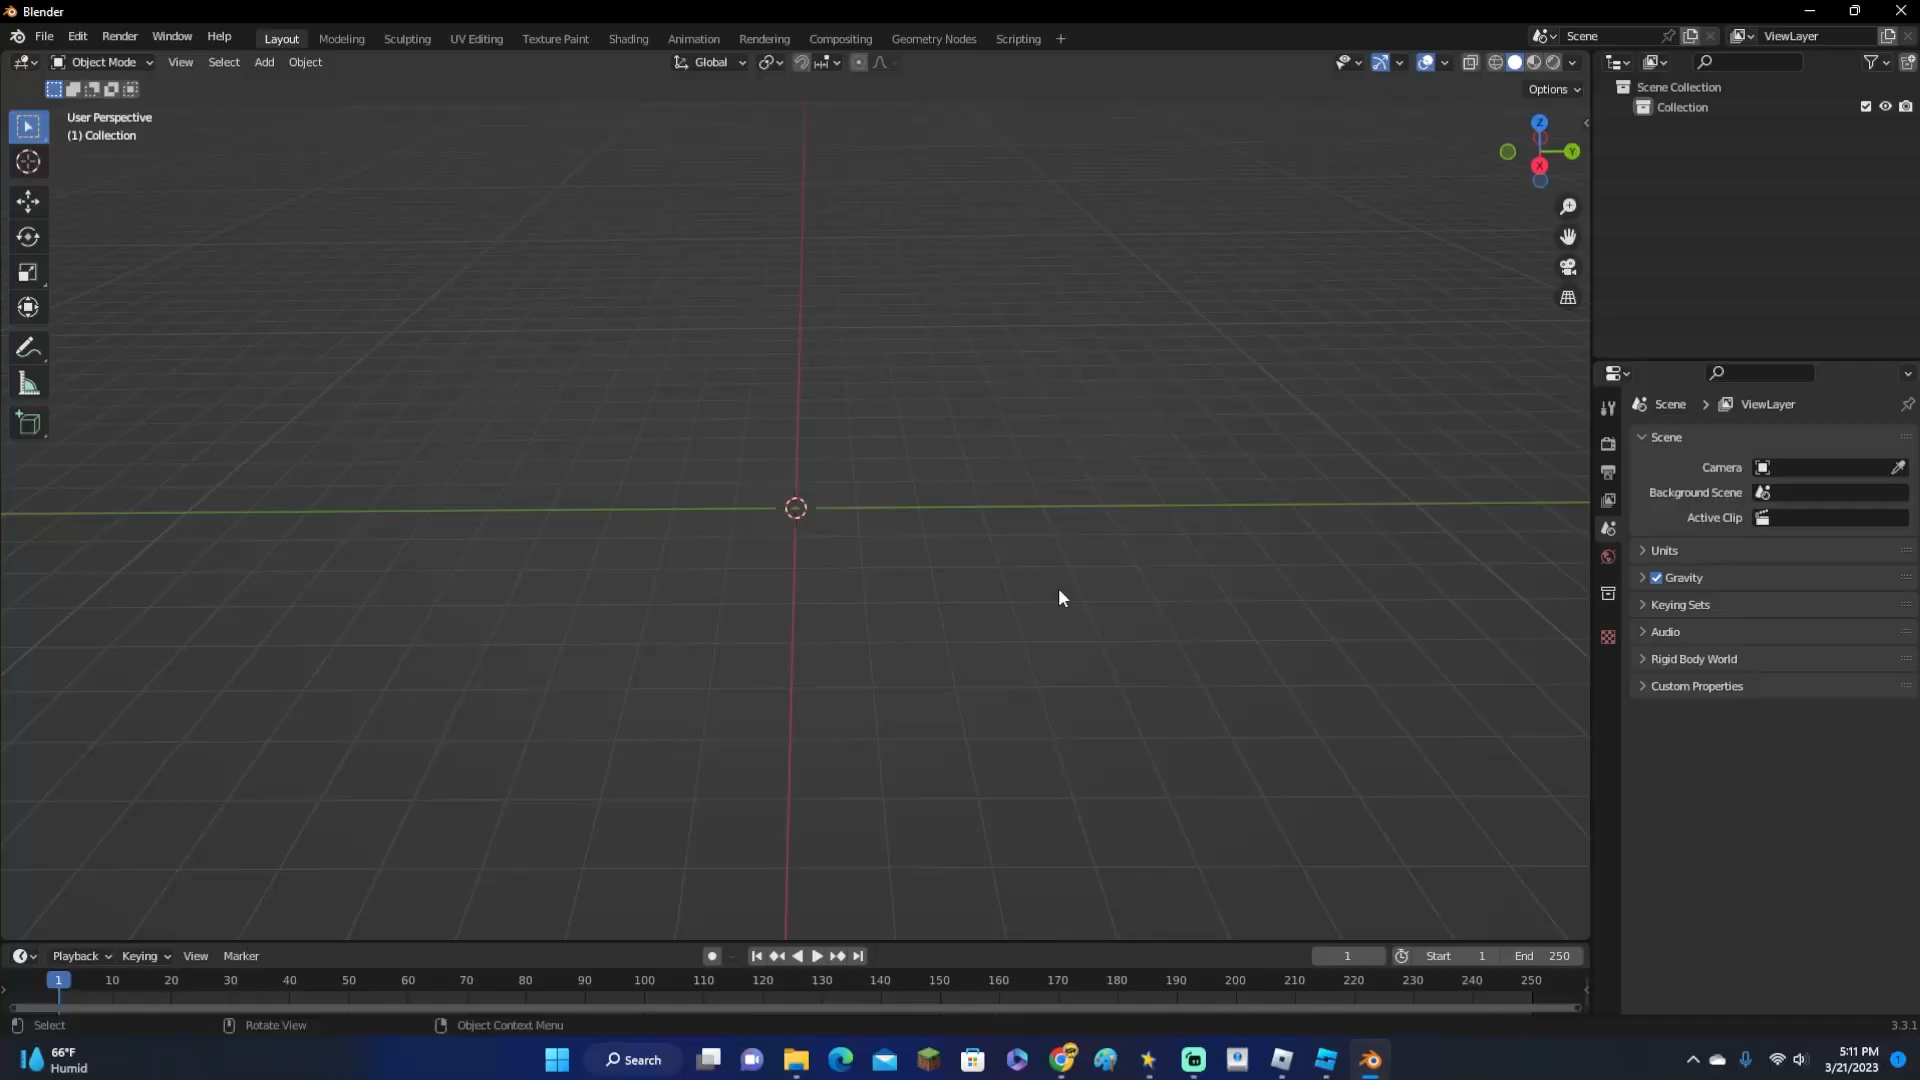 Blender
File Edit Render Window Help Layout Modeling Sculpting UV Editing Texture Paint Shading Animation Rendering Compositing Geometry Nodes Scripting + Scene ViewLayer
Object Mode View Select Add Object Global
Options
User Perspective
(1) Collection
Z
Y
X
Scene Collection
Collection
Scene > ViewLayer
Scene
Camera
Background Scene
Active Clip
Units
Gravity
Keying Sets
Audio
Rigid Body World
Custom Properties
Playback Keying View Marker 1 Start 1 End 250
1 10 20 30 40 50 60 70 80 90 100 110 120 130 140 150 160 170 180 190 200 210 220 230 240 250
Select Rotate View Object Context Menu 3.3.1
66°F
Humid
Search
5:11 PM
3/21/2023
1